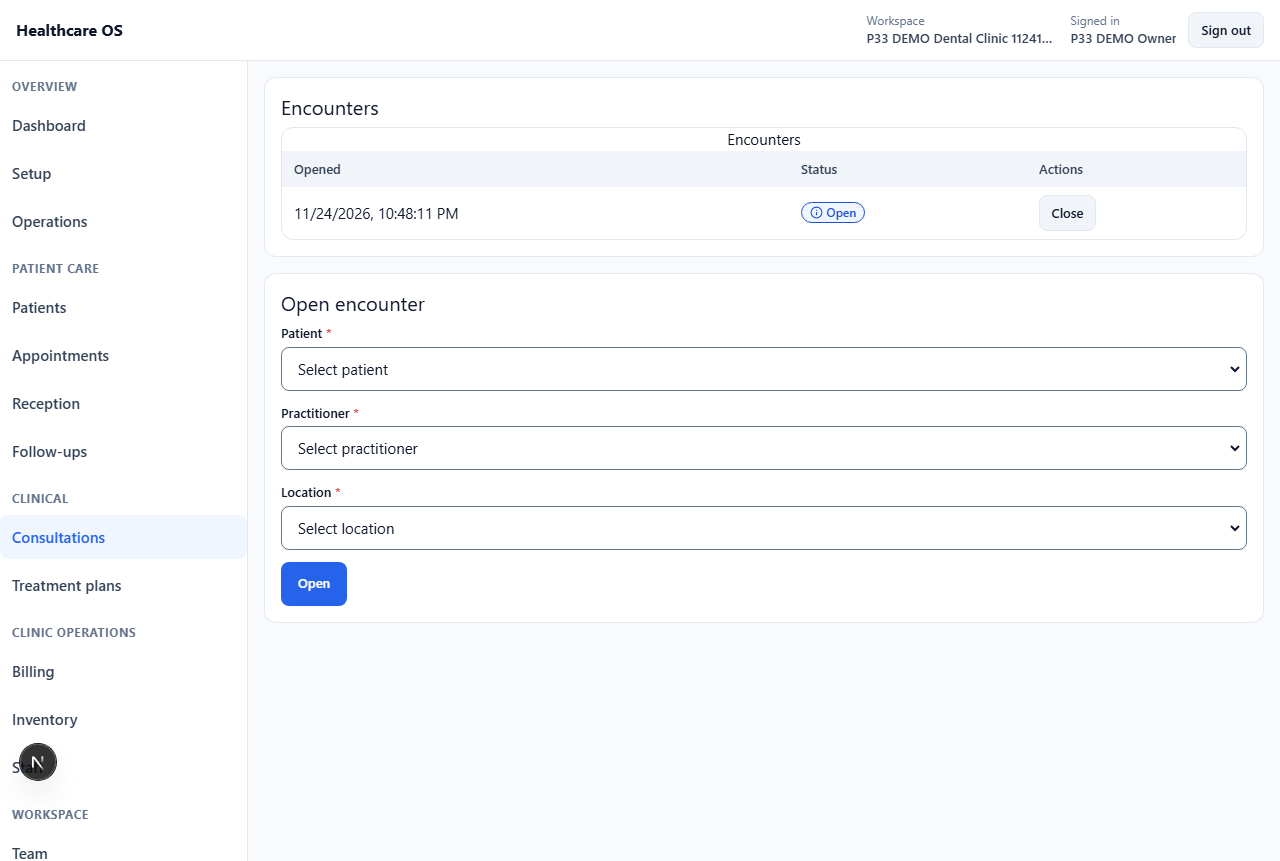 Healthcare OS
Workspace
P33 DEMO Dental Clinic 11241...
Signed in
P33 DEMO Owner
Sign out
OVERVIEW
Dashboard
Setup
Operations
PATIENT CARE
Patients
Appointments
Reception
Follow-ups
CLINICAL
Consultations
Treatment plans
CLINIC OPERATIONS
Billing
Inventory
Staff
N
WORKSPACE
Team
Encounters
Encounters
Opened Status Actions
11/24/2026, 10:48:11 PM Open Close
Open encounter
Patient *
Select patient
Practitioner *
Select practitioner
Location *
Select location
Open